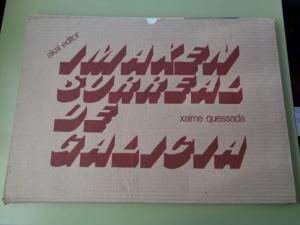 akal editor
IMAXEN
SURREAL
DE
xaime quessada
GALICIA